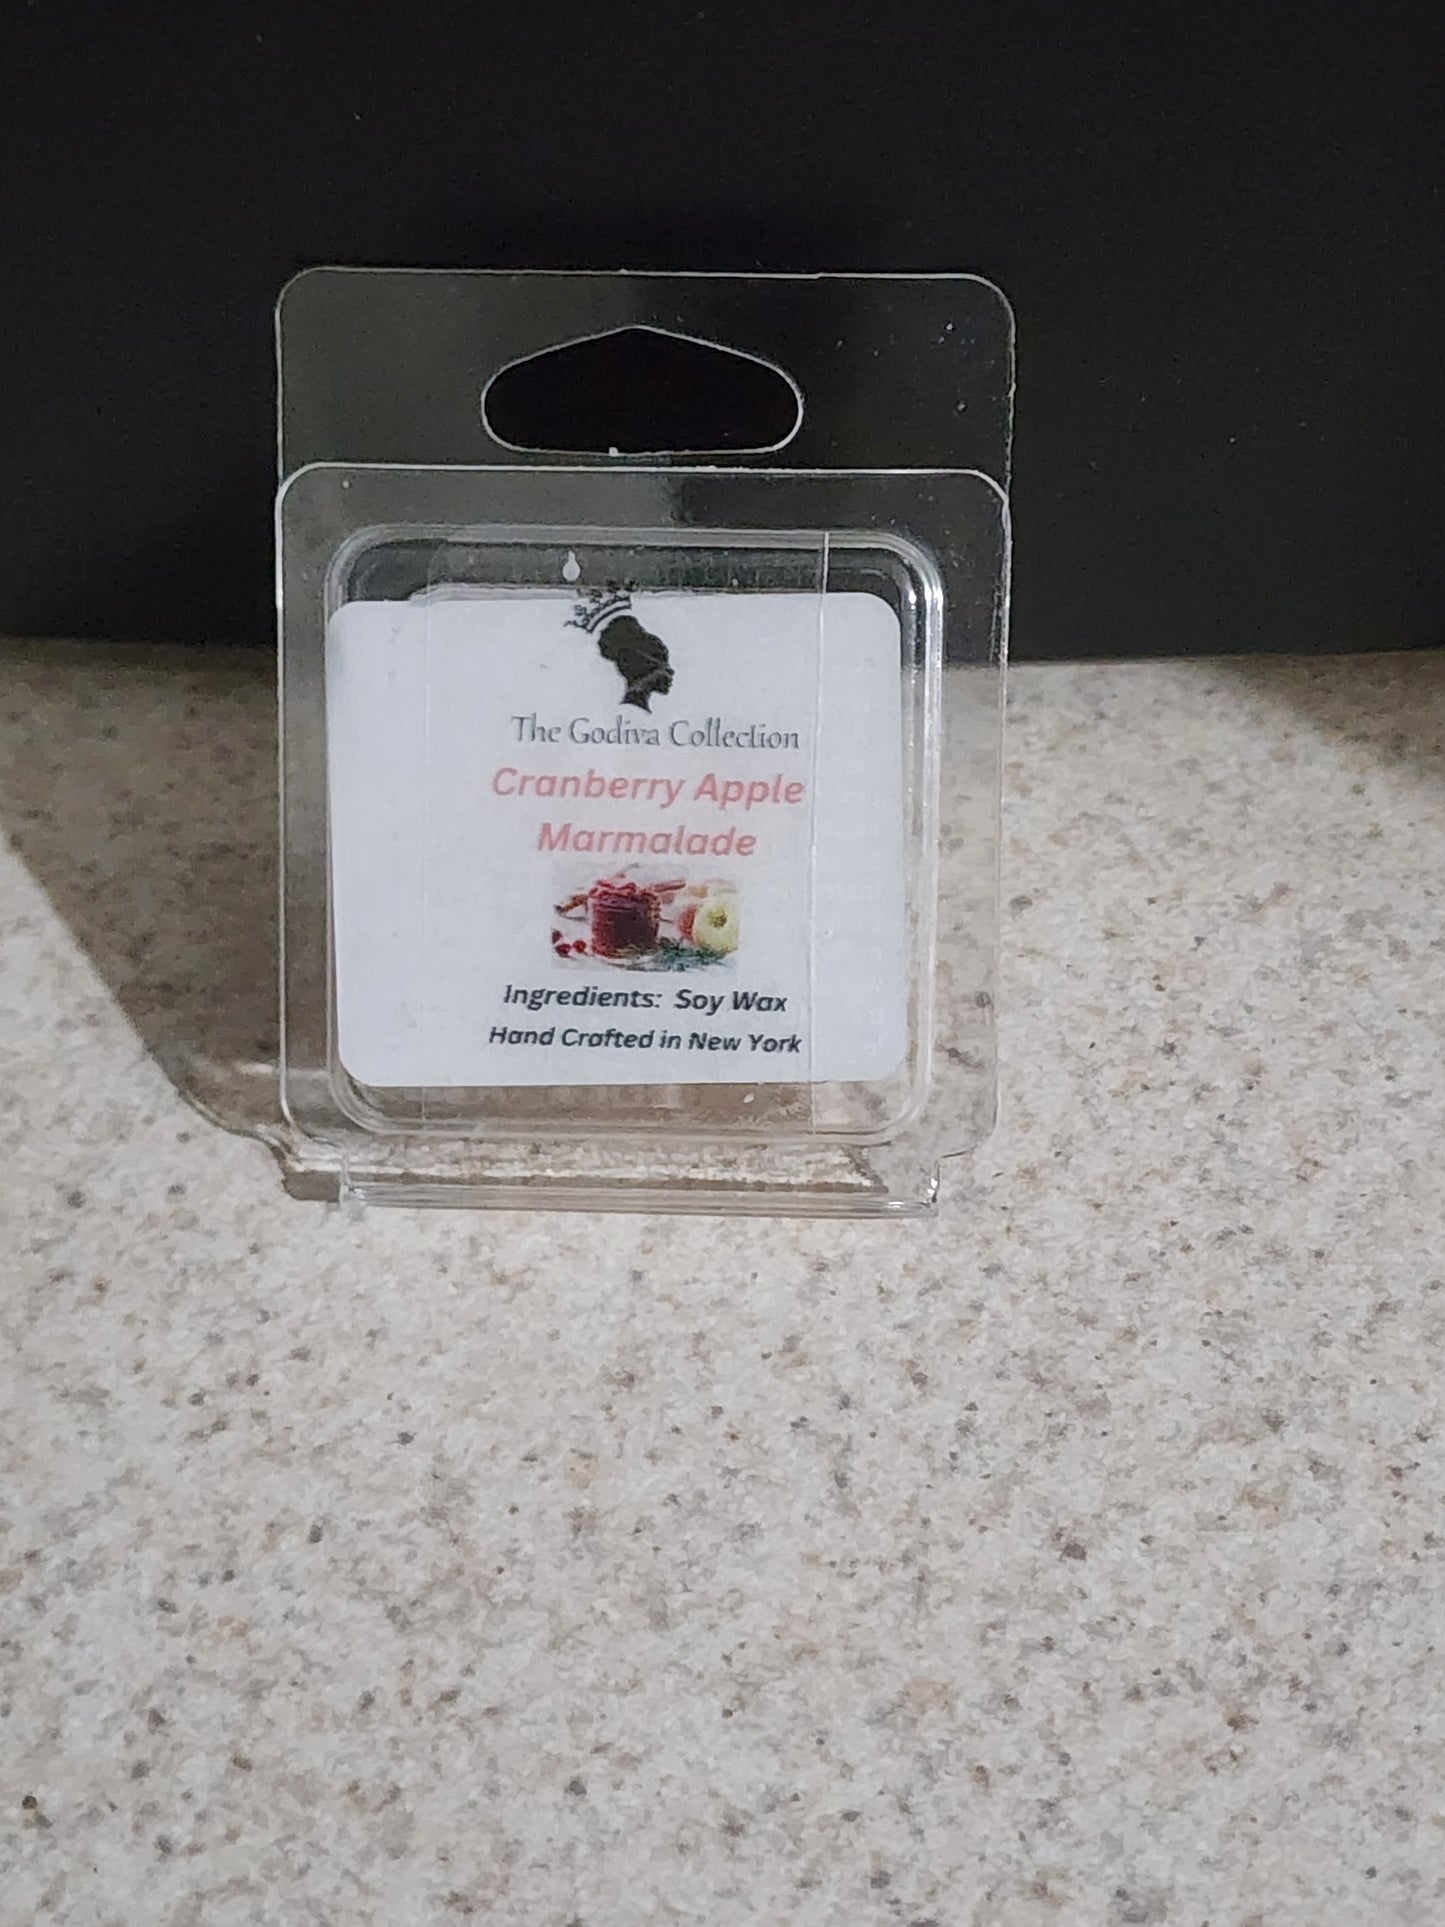 The Godiva Collection
Cranberry Apple
Marmalade
Ingredients: Soy Wax
Hand Crafted in New York